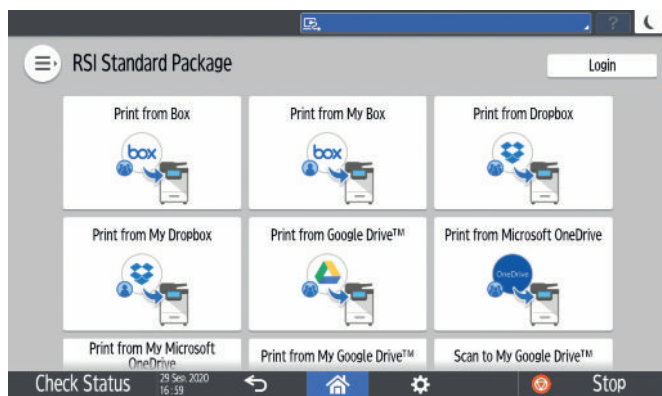 ?
RSI Standard Package
Login
Print from Box
Print from My Box
Print from Dropbox
box
box
Print from My Dropbox
Print from Google Drive™
Print from Microsoft OneDrive
OneDrive
Print from My Microsoft
OneDrive
Print from My Google Drive™
Scan to My Google Drive™
Check Status
29 Sep. 2020
16:59
Stop